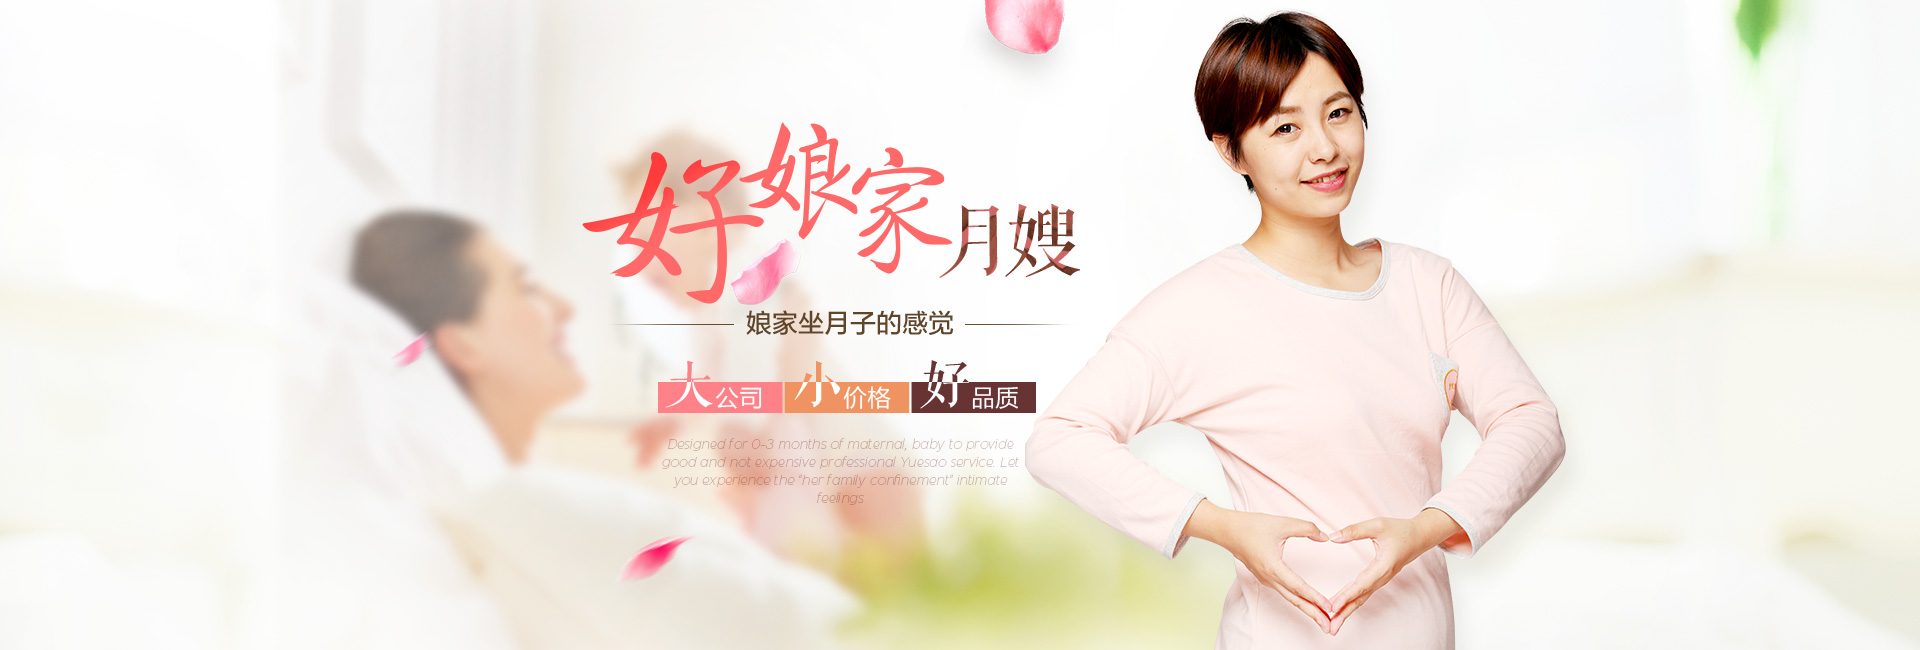 好娘家月嫂
娘家坐月子的感觉
大公司 小价格 好品质
Designed for 0-3 months of maternal, baby to provide
good and not expensive professional Yuesao service. Let
you experience the "her family confinement" intimate
feelings